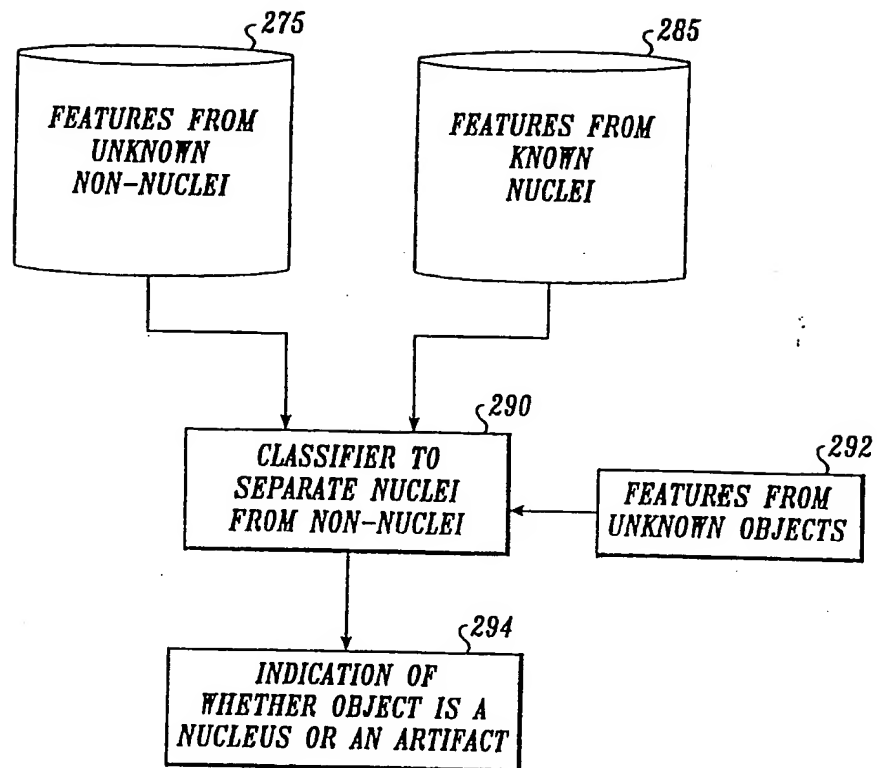 275
285
FEATURES FROM
UNKNOWN
NON-NUCLEI
FEATURES FROM
KNOWN
NUCLEI
290
CLASSIFIER TO
SEPARATE NUCLEI
FROM NON-NUCLEI
292
FEATURES FROM
UNKNOWN OBJECTS
294
INDICATION OF
WHETHER OBJECT IS A
NUCLEUS OR AN ARTIFACT